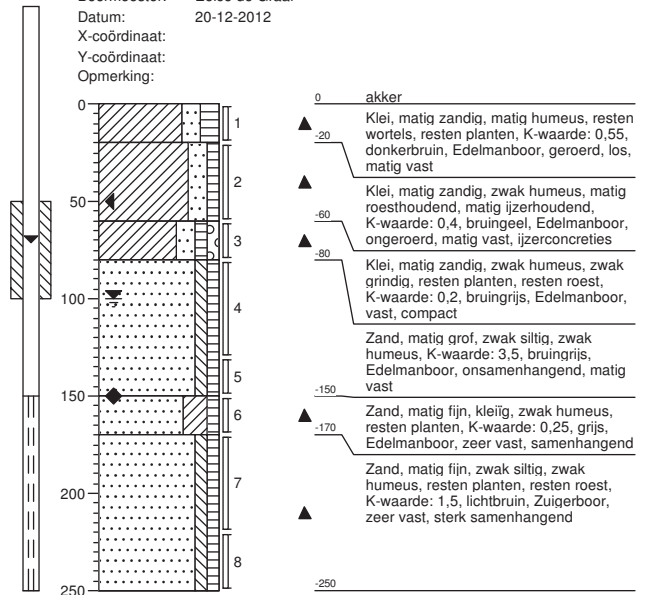 Datum: 20-12-2012
X-coördinaat:
Y-coördinaat:
Opmerking:
0
50
100
150
200
250
1
2
3
4
5
6
7
8
0 akker
Klei, matig zandig, matig humeus, resten
wortels, resten planten, K-waarde: 0,55,
donkerbruin, Edelmanboor, geroerd, los,
matig vast
-20
Klei, matig zandig, zwak humeus, matig
roesthoudend, matig ijzerhoudend,
K-waarde: 0,4, bruingeel, Edelmanboor,
ongeroerd, matig vast, ijzerconcreties
-60
Klei, matig zandig, zwak humeus, zwak
grindig, resten planten, resten roest,
K-waarde: 0,2, bruingrijs, Edelmanboor,
vast, compact
-80
Zand, matig grof, zwak siltig, zwak
humeus, K-waarde: 3,5, bruingrijs,
Edelmanboor, onsamenhangend, matig
vast
-150
Zand, matig fijn, kleiïg, zwak humeus,
resten planten, K-waarde: 0,25, grijs,
Edelmanboor, zeer vast, samenhangend
-170
Zand, matig fijn, zwak siltig, zwak
humeus, resten planten, resten roest,
K-waarde: 1,5, lichtbruin, Zuigerboor,
zeer vast, sterk samenhangend
-250